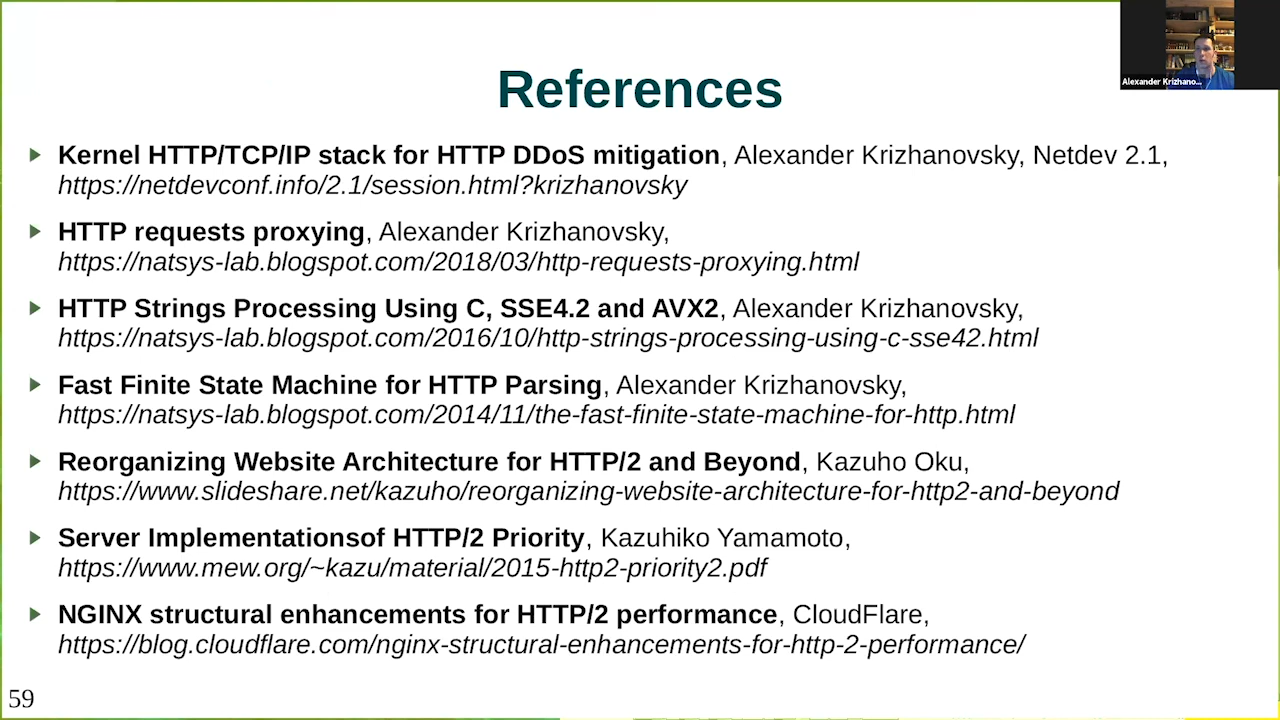 References
Alexander Krizhano...
Kernel HTTP/TCP/IP stack for HTTP DDoS mitigation, Alexander Krizhanovsky, Netdev 2.1,
https://netdevconf.info/2.1/session.html?krizhanovsky
HTTP requests proxying, Alexander Krizhanovsky,
https://natsys-lab.blogspot.com/2018/03/http-requests-proxying.html
HTTP Strings Processing Using C, SSE4.2 and AVX2, Alexander Krizhanovsky,
https://natsys-lab.blogspot.com/2016/10/http-strings-processing-using-c-sse42.html
Fast Finite State Machine for HTTP Parsing, Alexander Krizhanovsky,
https://natsys-lab.blogspot.com/2014/11/the-fast-finite-state-machine-for-http.html
Reorganizing Website Architecture for HTTP/2 and Beyond, Kazuho Oku,
https://www.slideshare.net/kazuho/reorganizing-website-architecture-for-http2-and-beyond
Server Implementationsof HTTP/2 Priority, Kazuhiko Yamamoto,
https://www.mew.org/~kazu/material/2015-http2-priority2.pdf
NGINX structural enhancements for HTTP/2 performance, CloudFlare,
https://blog.cloudflare.com/nginx-structural-enhancements-for-http-2-performance/
59